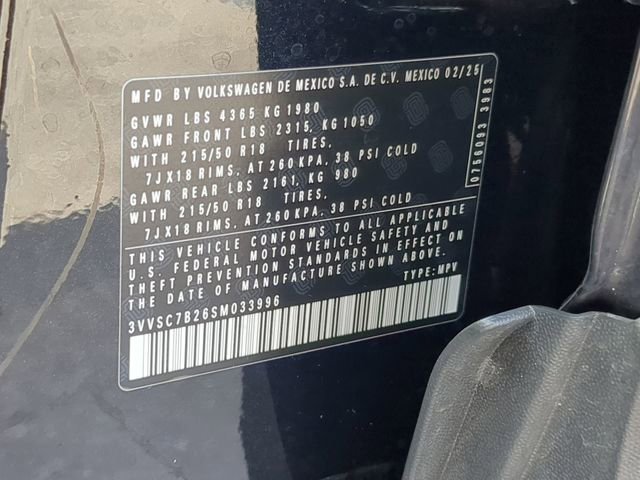 MFD BY VOLKSWAGEN DE MEXICO S.A. DE C.V. MEXICO 02/25
GVWR LBS 4365 KG 1980
GAWR FRONT LBS 2315, KG 1050
WITH 215/50 R18 TIRES,
7JX18 RIMS, AT 260 KPA, 38 PSI COLD
GAWR REAR LBS 2161, KG 980
WITH 215/50 R18 TIRES,
7JX18 RIMS, AT 260 KPA, 38 PSI COLD
THIS VEHICLE CONFORMS TO ALL APPLICABLE
U.S. FEDERAL MOTOR VEHICLE SAFETY AND
THEFT PREVENTION STANDARDS IN EFFECT ON
THE DATE OF MANUFACTURE SHOWN ABOVE.
TYPE: MPV
3VVSC7B26SM033996
0756093 3983